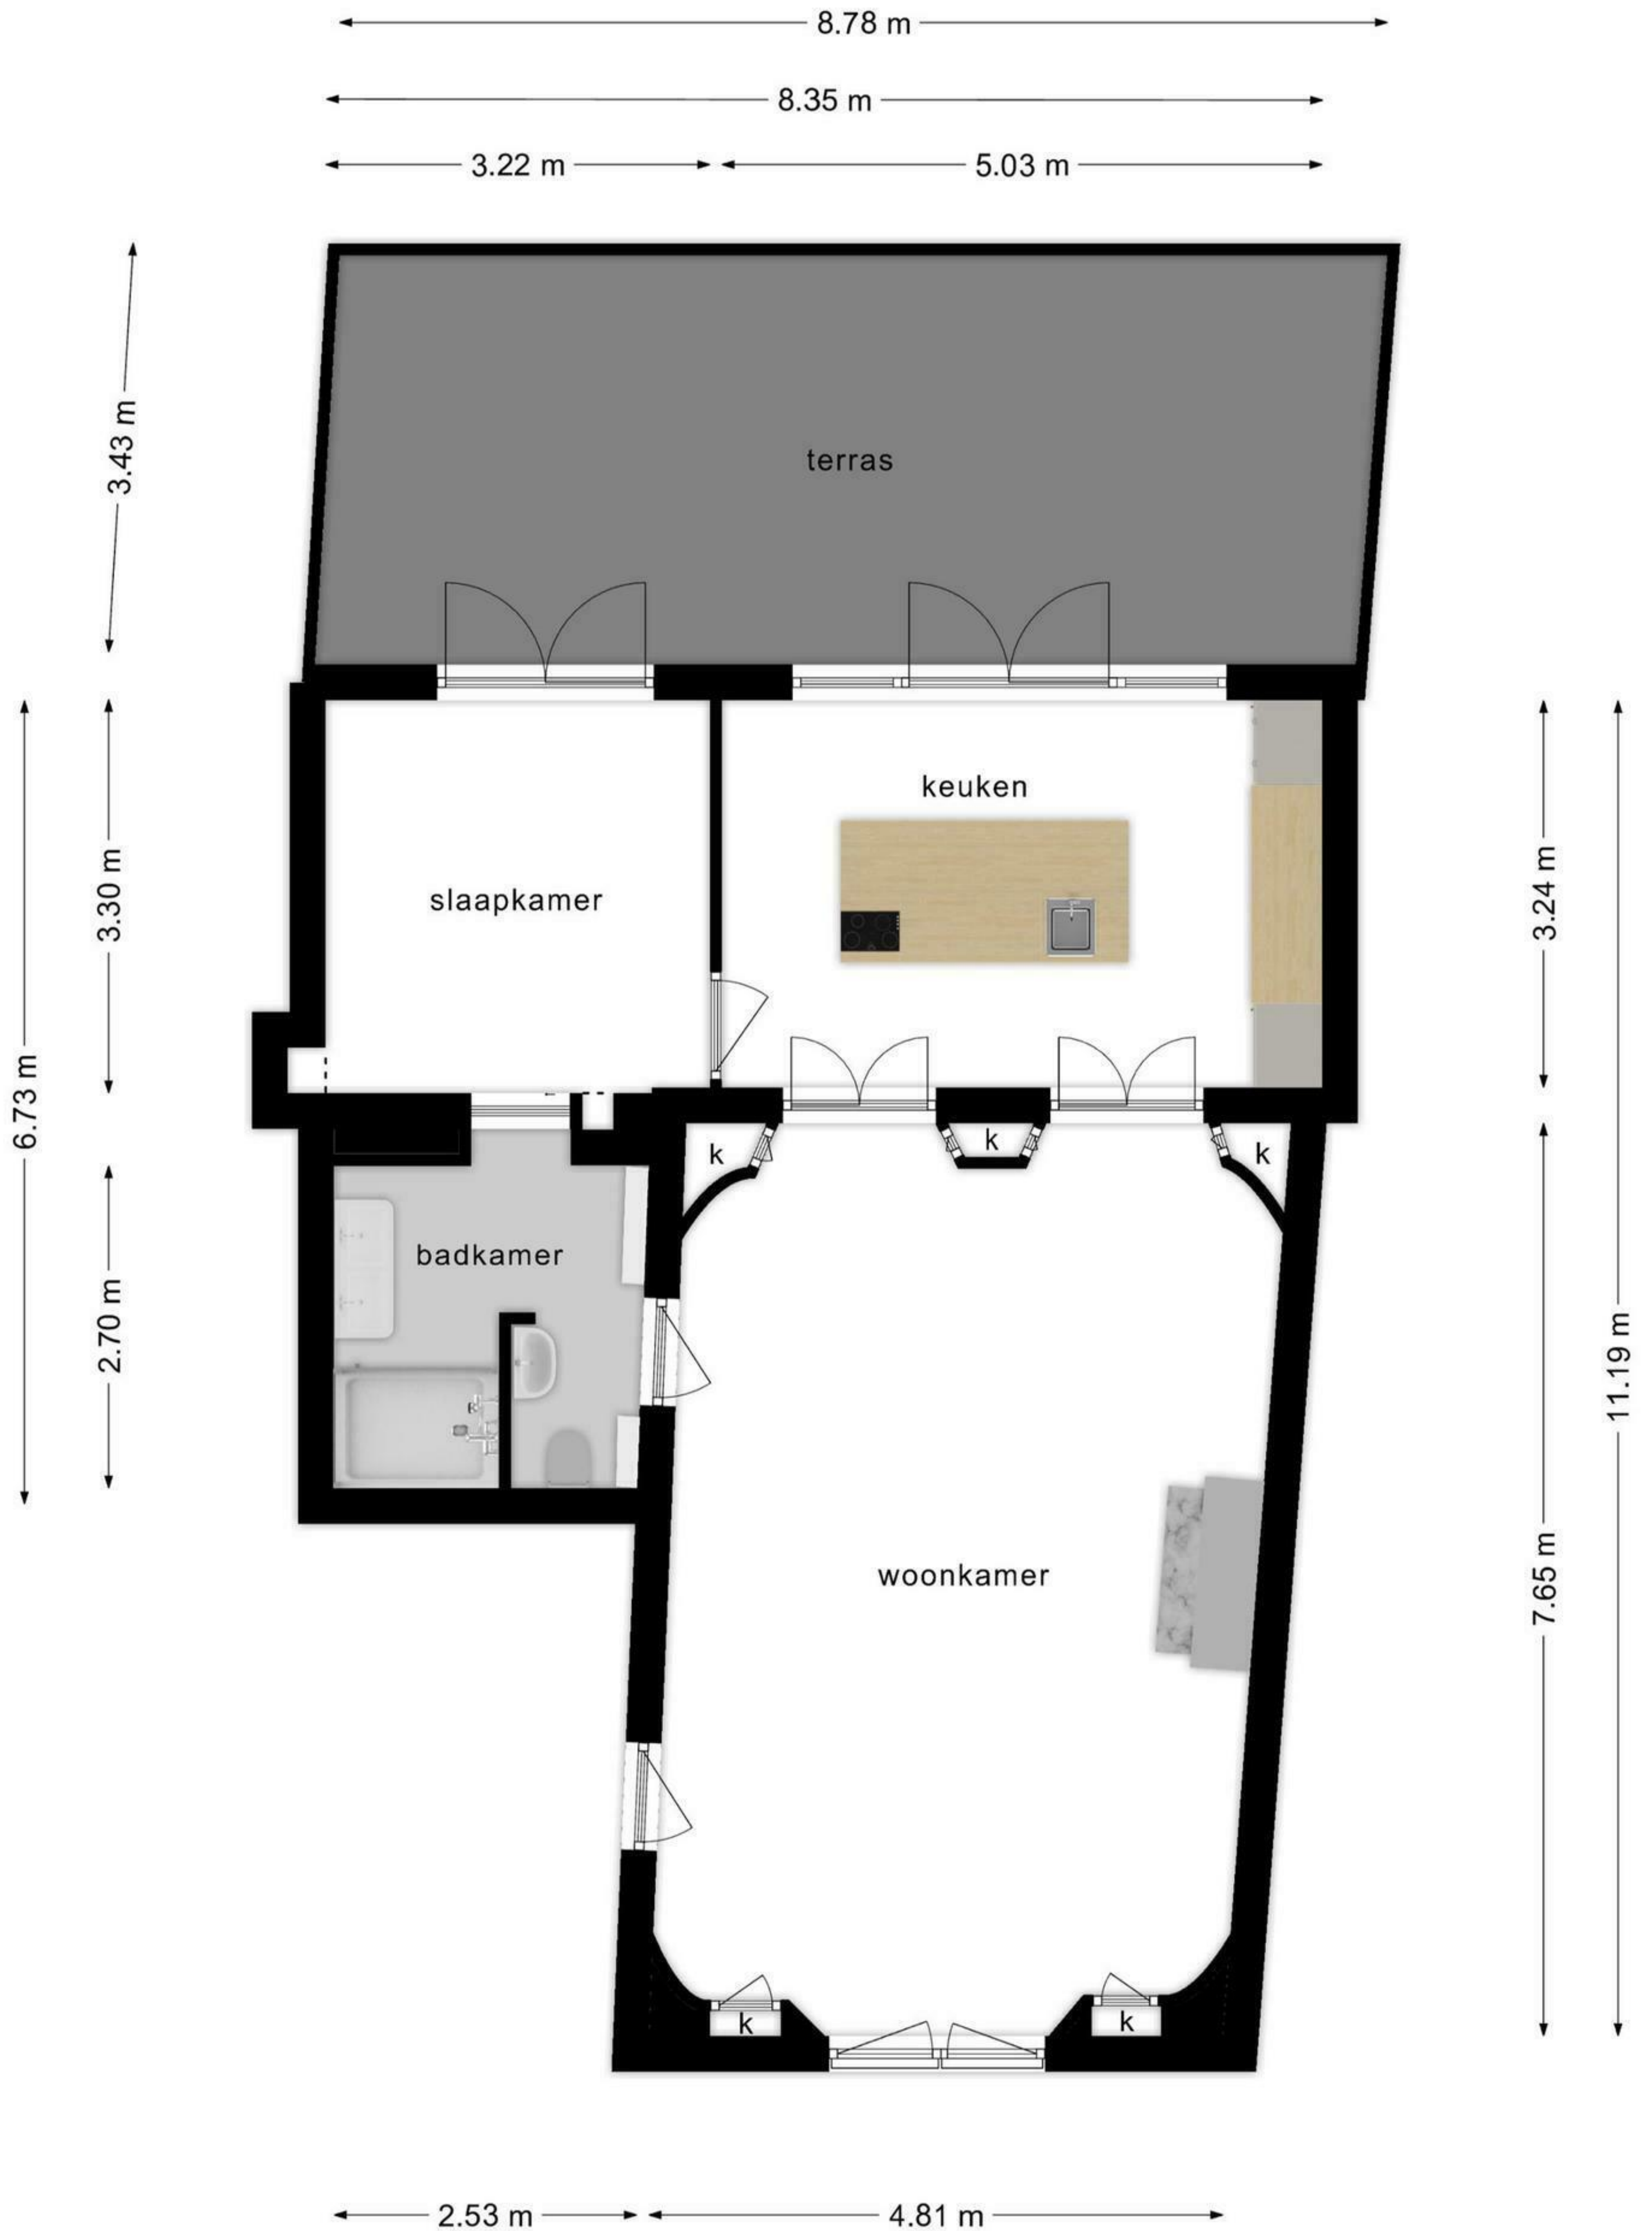 8.78 m
8.35 m
3.22 m
5.03 m
3.43 m
terras
keuken
slaapkamer
3.30 m
3.24 m
6.73 m
k
k
k
badkamer
2.70 m
11.19 m
woonkamer
7.65 m
k
k
2.53 m
4.81 m